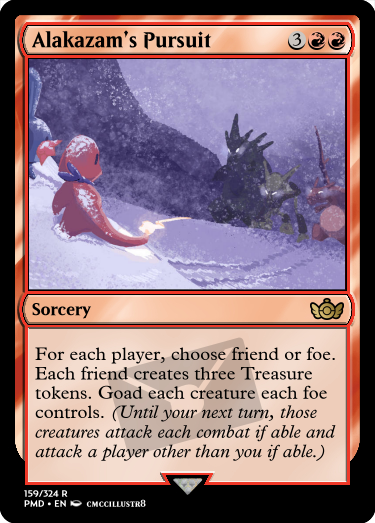 Alakazam's Pursuit 3
Sorcery
For each player, choose friend or foe.
Each friend creates three Treasure
tokens. Goad each creature each foe
controls. (Until your next turn, those
creatures attack each combat if able and
attack a player other than you if able.)
159/324 R
PMD • EN CMCCILLUSTR8